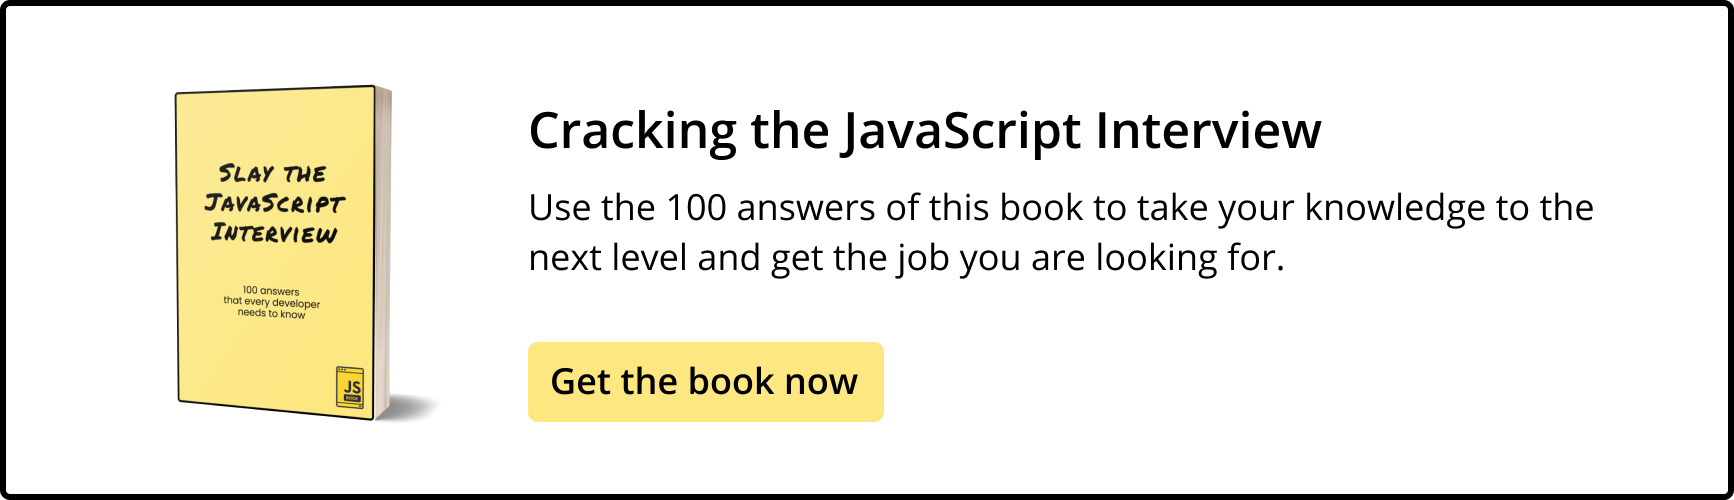 Slay the
JavaScript
Interview
100 answers
that every developer
needs to know
JS
BOOK
Cracking the JavaScript Interview
Use the 100 answers of this book to take your knowledge to the
next level and get the job you are looking for.
Get the book now